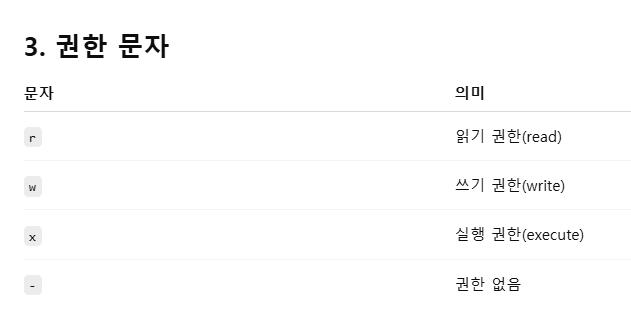 3. 권한 문자
문자 의미
r 읽기 권한(read)
w 쓰기 권한(write)
x 실행 권한(execute)
- 권한 없음